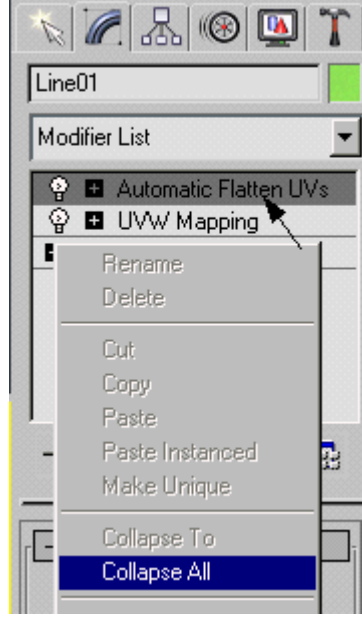 Line01
Modifier List
Automatic Flatten UVs
UVW Mapping
Rename
Delete
Cut
Copy
Paste
Paste Instanced
Make Unique
Collapse To
Collapse All